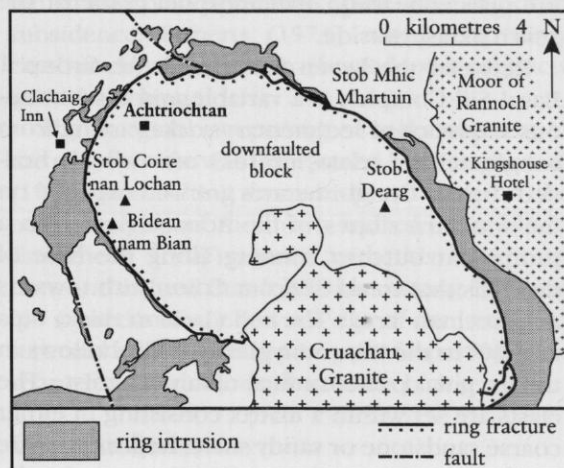 0 kilometres 4
N
Stob Mhic
Mhartuin
Moor of
Rannoch
Granite
Clachaig
Inn
Achtriochtan
Kingshouse
Hotel
downfaulted
block
Stob Coire
nan Lochan
Stob
Dearg
Bidean
nam Bian
Cruachan
Granite
ring intrusion
ring fracture
fault